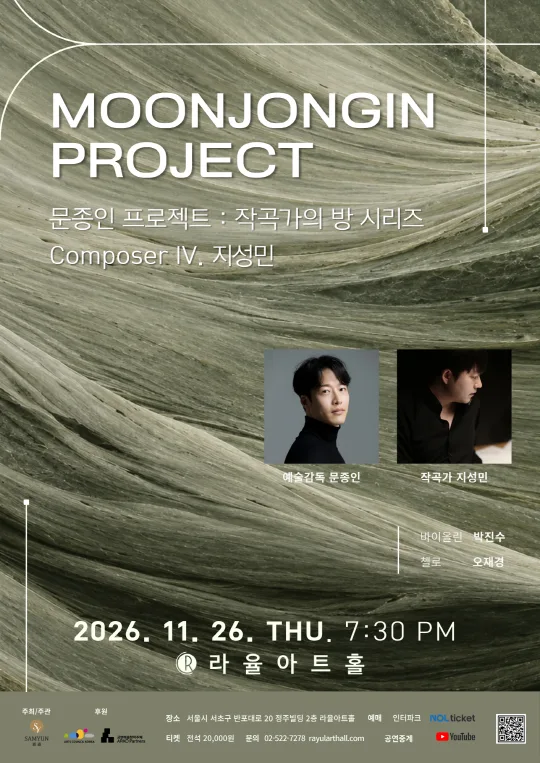 MOONJONGIN
PROJECT
문종인 프로젝트 : 작곡가의 방 시리즈
Composer IV. 지성민
예술감독 문종인
작곡가 지성민
바이올린 박진수
첼로 오재경
2026. 11. 26. THU. 7:30 PM
R 라율아트홀
주최/주관
후원
SAMYUN
장소 서울시 서초구 반포대로 20 정주빌딩 2층 라율아트홀 예매 인터파크 NOL ticket
티켓 전석 20,000원 문의 02-522-7278 rayularthall.com 공연중계 YouTube